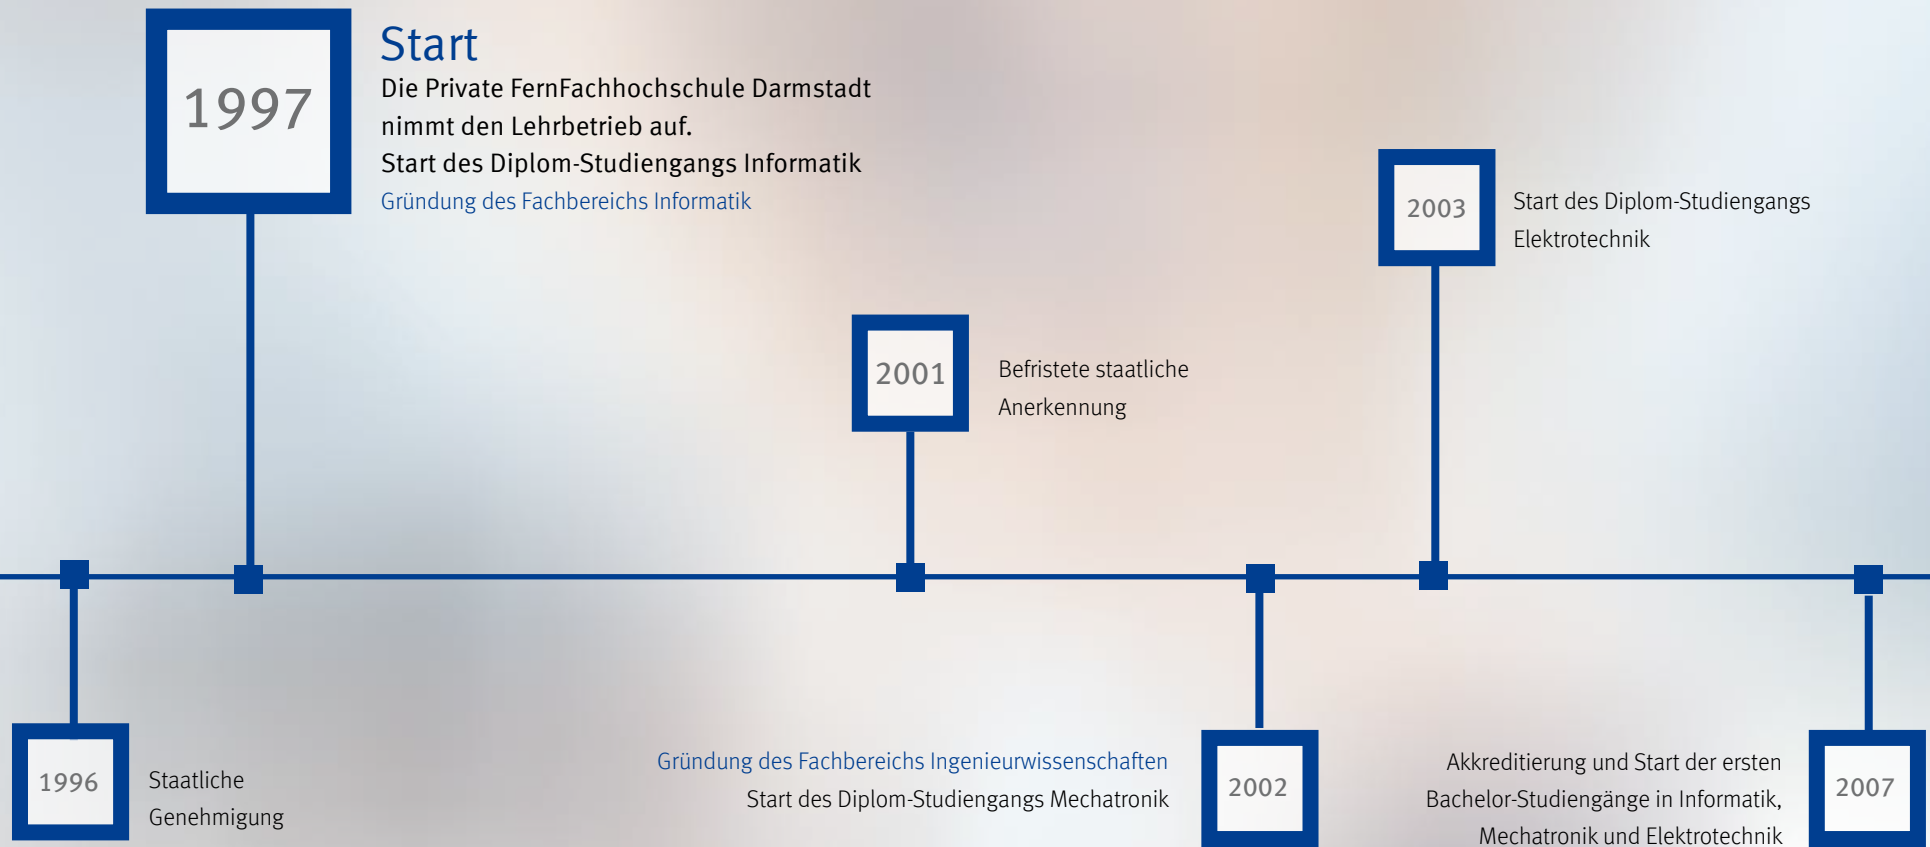 1997
Start
Die Private FernFachhochschule Darmstadt
nimmt den Lehrbetrieb auf.
Start des Diplom-Studiengangs Informatik
Gründung des Fachbereichs Informatik
2003
Start des Diplom-Studiengangs
Elektrotechnik
2001
Befristete staatliche
Anerkennung
1996
Staatliche
Genehmigung
Gründung des Fachbereichs Ingenieurwissenschaften
Start des Diplom-Studiengangs Mechatronik
2002
Akkreditierung und Start der ersten
Bachelor-Studiengänge in Informatik,
Mechatronik und Elektrotechnik
2007